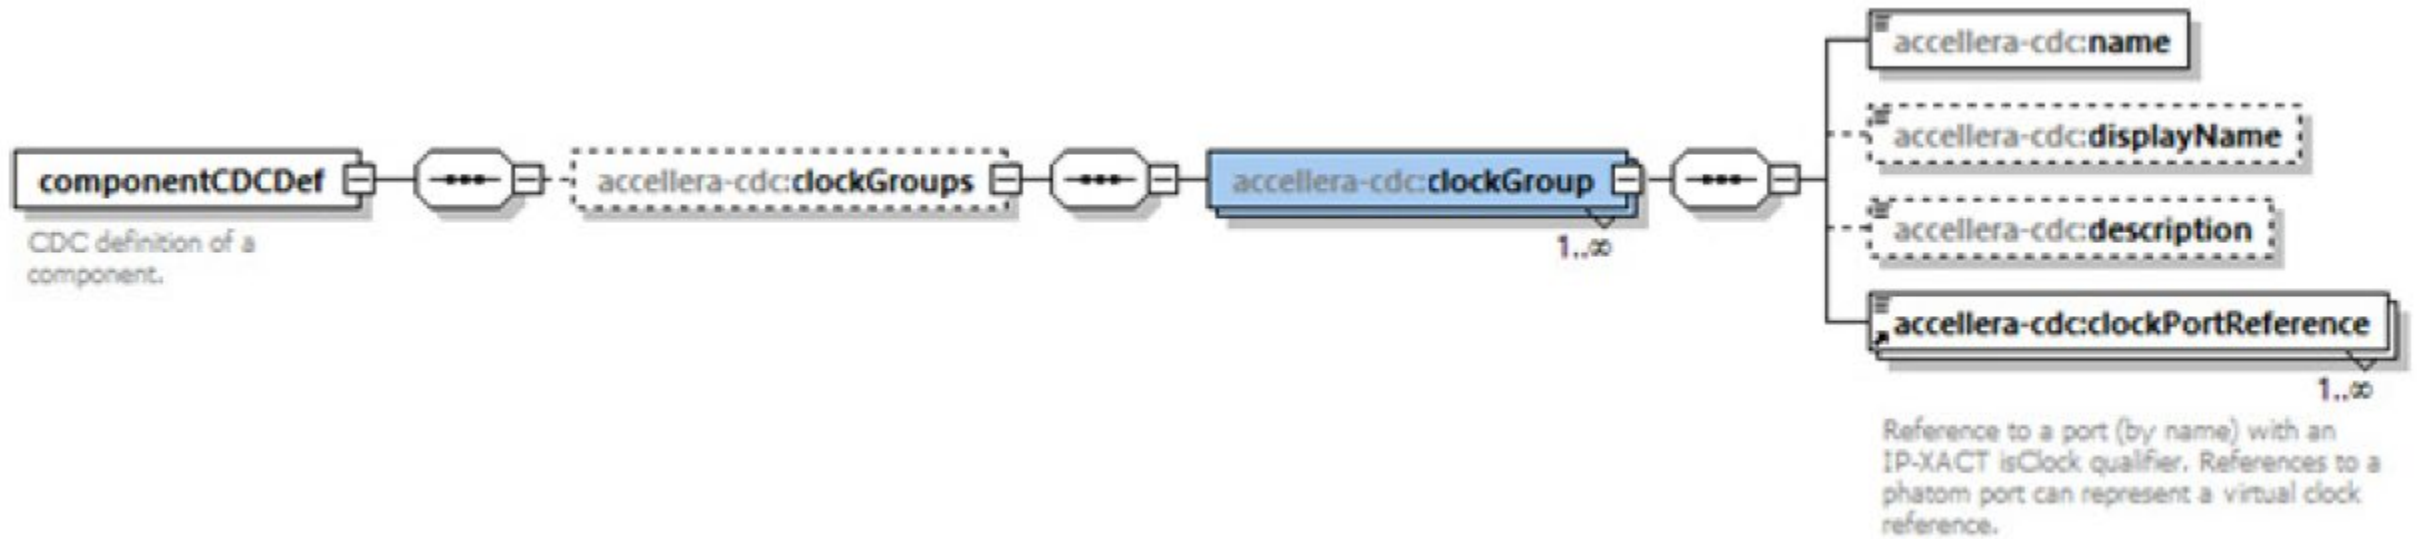 accellera-cdc:name
accellera-cdc:displayName
componentCDCDef
accellera-cdc:clockGroups
accellera-cdc:clockGroup
accellera-cdc:description
CDC definition of a
component.
1..∞
accellera-cdc:clockPortReference
1..∞
Reference to a port (by name) with an
IP-XACT isClock qualifier. References to a
phatom port can represent a virtual clock
reference.